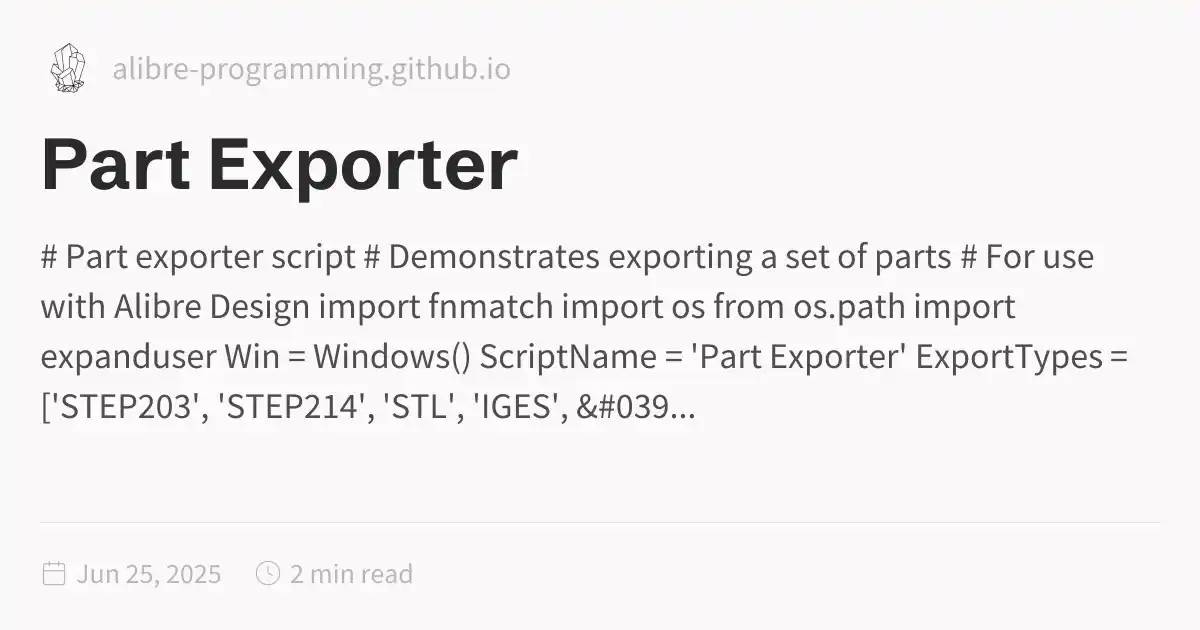 alibre-programming.github.io
Part Exporter
# Part exporter script # Demonstrates exporting a set of parts # For use
with Alibre Design import fnmatch import os from os.path import
expanduser Win = Windows() ScriptName = 'Part Exporter' ExportTypes =
['STEP203', 'STEP214', 'STL', 'IGES', &#039...
Jun 25, 2025 2 min read